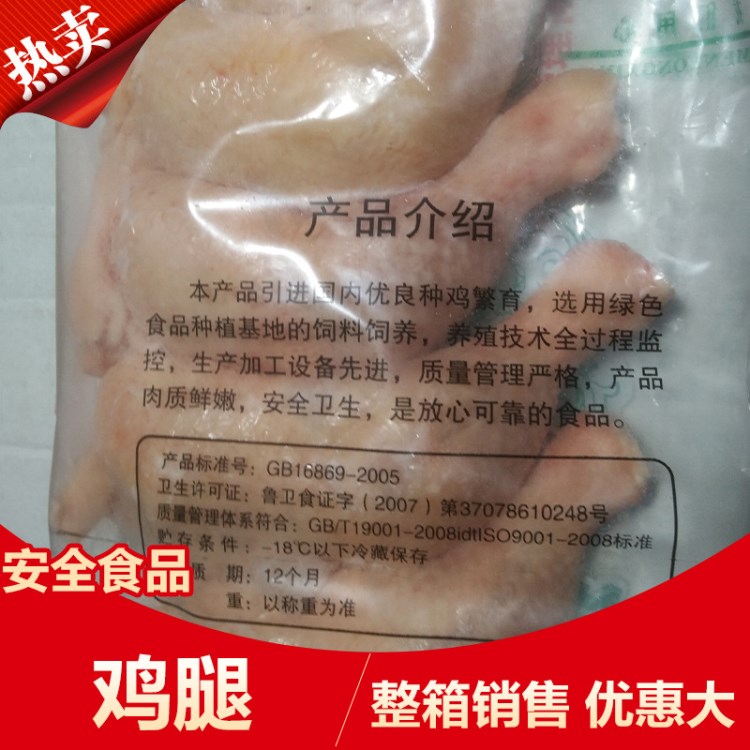 热卖
产品介绍
本产品引进国内优良种鸡繁育，选用绿色
食品种植基地的饲料饲养，养殖技术全过程监
控，生产加工设备先进，质量管理严格，产品
肉质鲜嫩，安全卫生，是放心可靠的食品。
产品标准号：GB16869-2005
卫生许可证：鲁卫食证字（2007）第37078610248号
质量管理体系符合：GB/T19001-2008idtISO9001-2008标准
贮存条件：-18℃以下冷藏保存
质 期：12个月
重：以称重为准
安全食品
鸡腿
整箱销售 优惠大